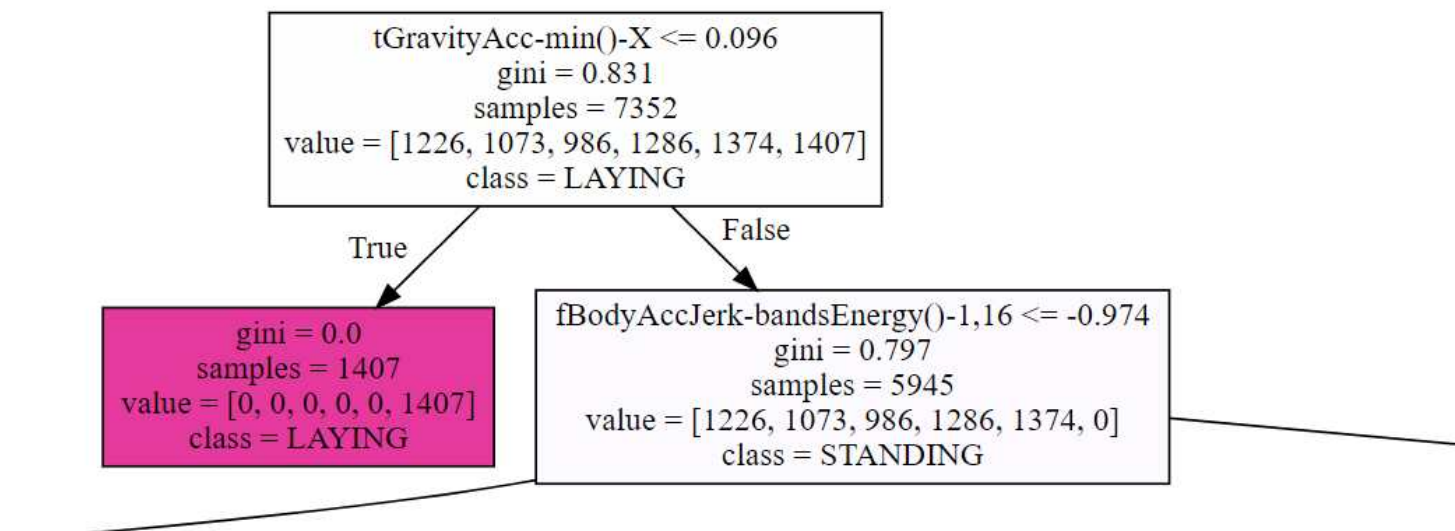 tGravityAcc-min()-X <= 0.096
gini = 0.831
samples = 7352
value = [1226, 1073, 986, 1286, 1374, 1407]
class = LAYING
True
False
gini = 0.0
samples = 1407
value = [0, 0, 0, 0, 0, 1407]
class = LAYING
fBodyAccJerk-bandsEnergy()-1,16 <= -0.974
gini = 0.797
samples = 5945
value = [1226, 1073, 986, 1286, 1374, 0]
class = STANDING